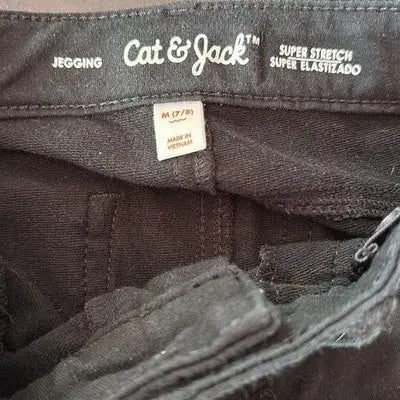 JEGGING
Cat & Jack™
SUPER STRETCH
SUPER ELASTIZADO
M (7/8)
MADE IN
VIETNAM